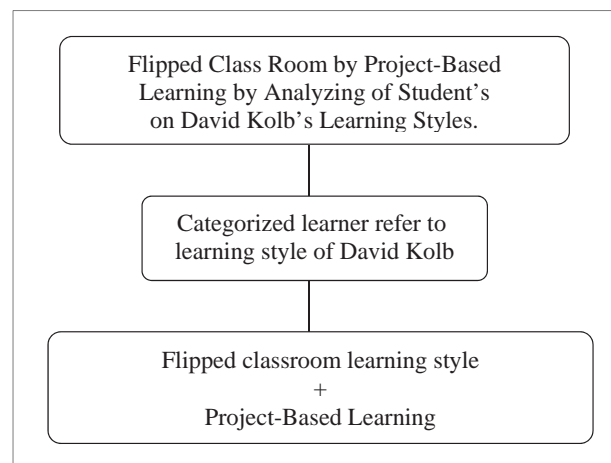 Flipped Class Room by Project-Based
Learning by Analyzing of Student's
on David Kolb's Learning Styles.
Categorized learner refer to
learning style of David Kolb
Flipped classroom learning style
+
Project-Based Learning